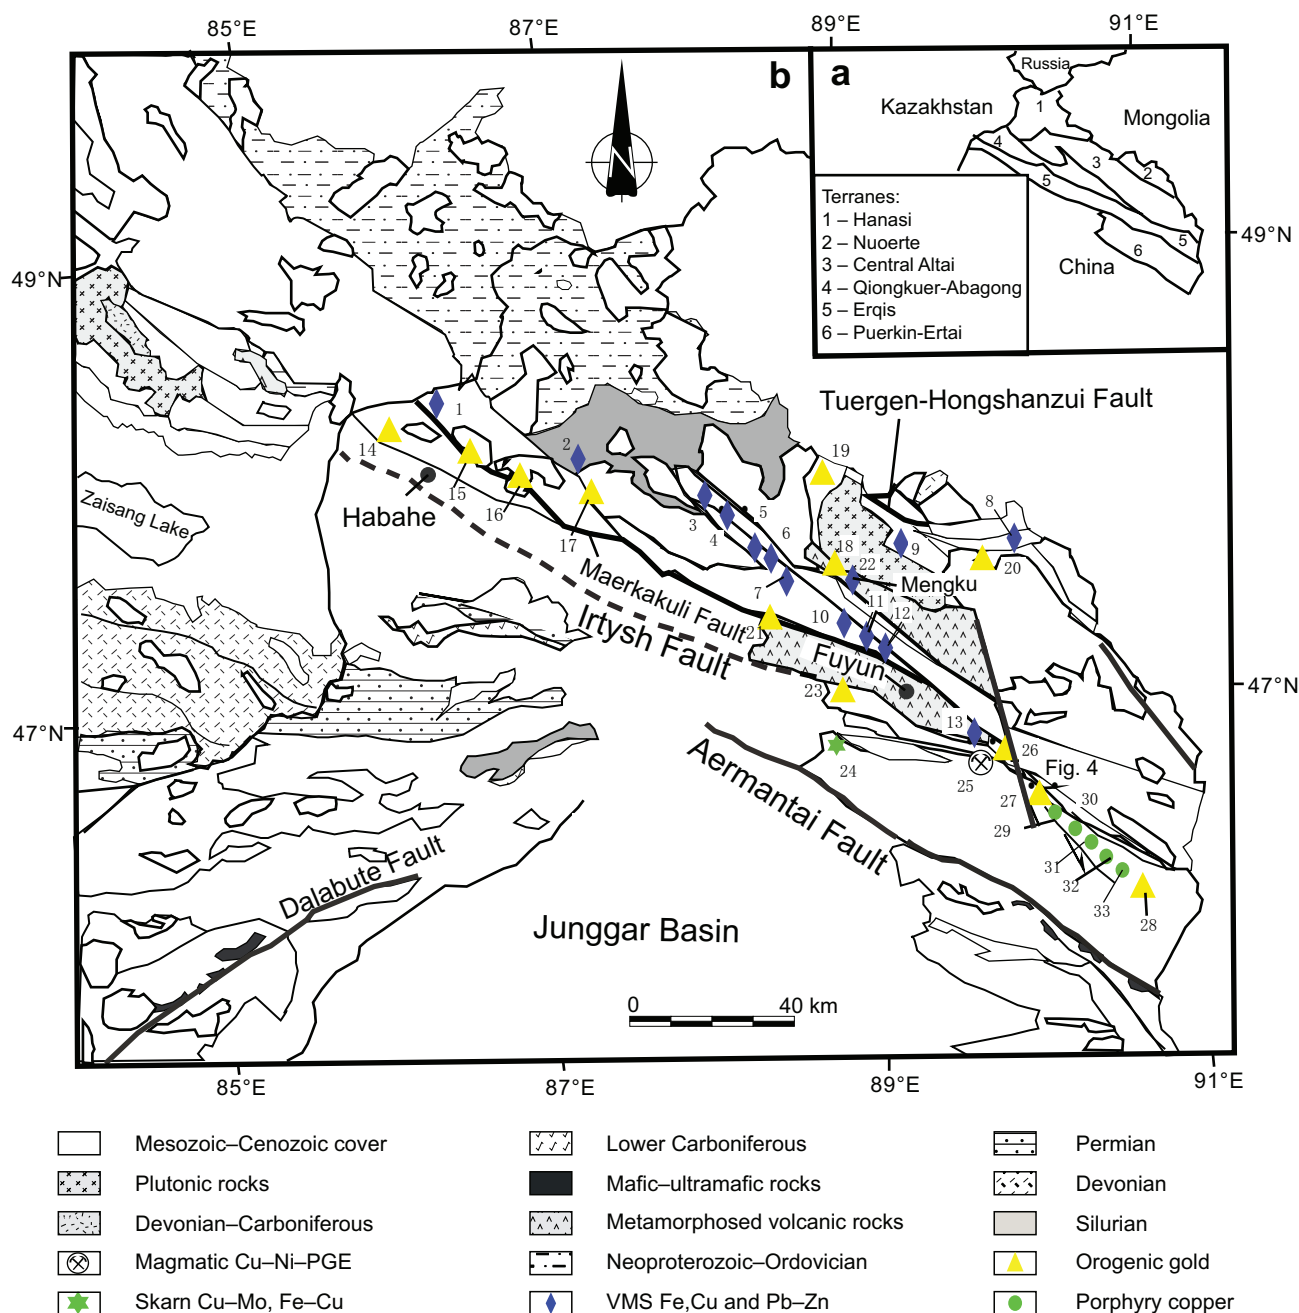 85°E
87°E
89°E
91°E
b
a
Russia
Kazakhstan
Mongolia
China
1
2
3
4
5
5
6
Terranes:
1 – Hanasi
2 – Nuoerte
3 – Central Altai
4 – Qiongkuer-Abagong
5 – Erqis
6 – Puerkin-Ertai
49°N
49°N
N
Tuergen-Hongshanzui Fault
1
2
3
4
5
6
7
8
9
10
11
12
13
14
15
16
17
18
19
20
21
22
23
24
25
26
27
28
29
30
31
32
33
Habahe
Zaisang Lake
Mengku
Maerkakuli Fault
Irtysh Fault
Fuyun
47°N
47°N
Fig. 4
Aermantai Fault
Dalabute Fault
Junggar Basin
0
40 km
85°E
87°E
89°E
91°E
Mesozoic–Cenozoic cover
Lower Carboniferous
Permian
Plutonic rocks
Mafic–ultramafic rocks
Devonian
Devonian–Carboniferous
Metamorphosed volcanic rocks
Silurian
Magmatic Cu–Ni–PGE
Neoproterozoic–Ordovician
Orogenic gold
Skarn Cu–Mo, Fe–Cu
VMS Fe,Cu and Pb–Zn
Porphyry copper